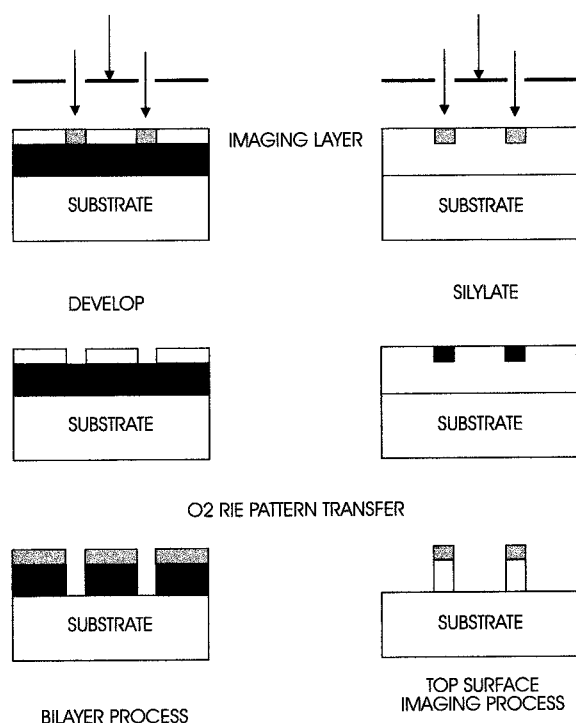 IMAGING LAYER
SUBSTRATE
SUBSTRATE
DEVELOP
SILYLATE
SUBSTRATE
SUBSTRATE
O2 RIE PATTERN TRANSFER
SUBSTRATE
SUBSTRATE
BILAYER PROCESS
TOP SURFACE
IMAGING PROCESS